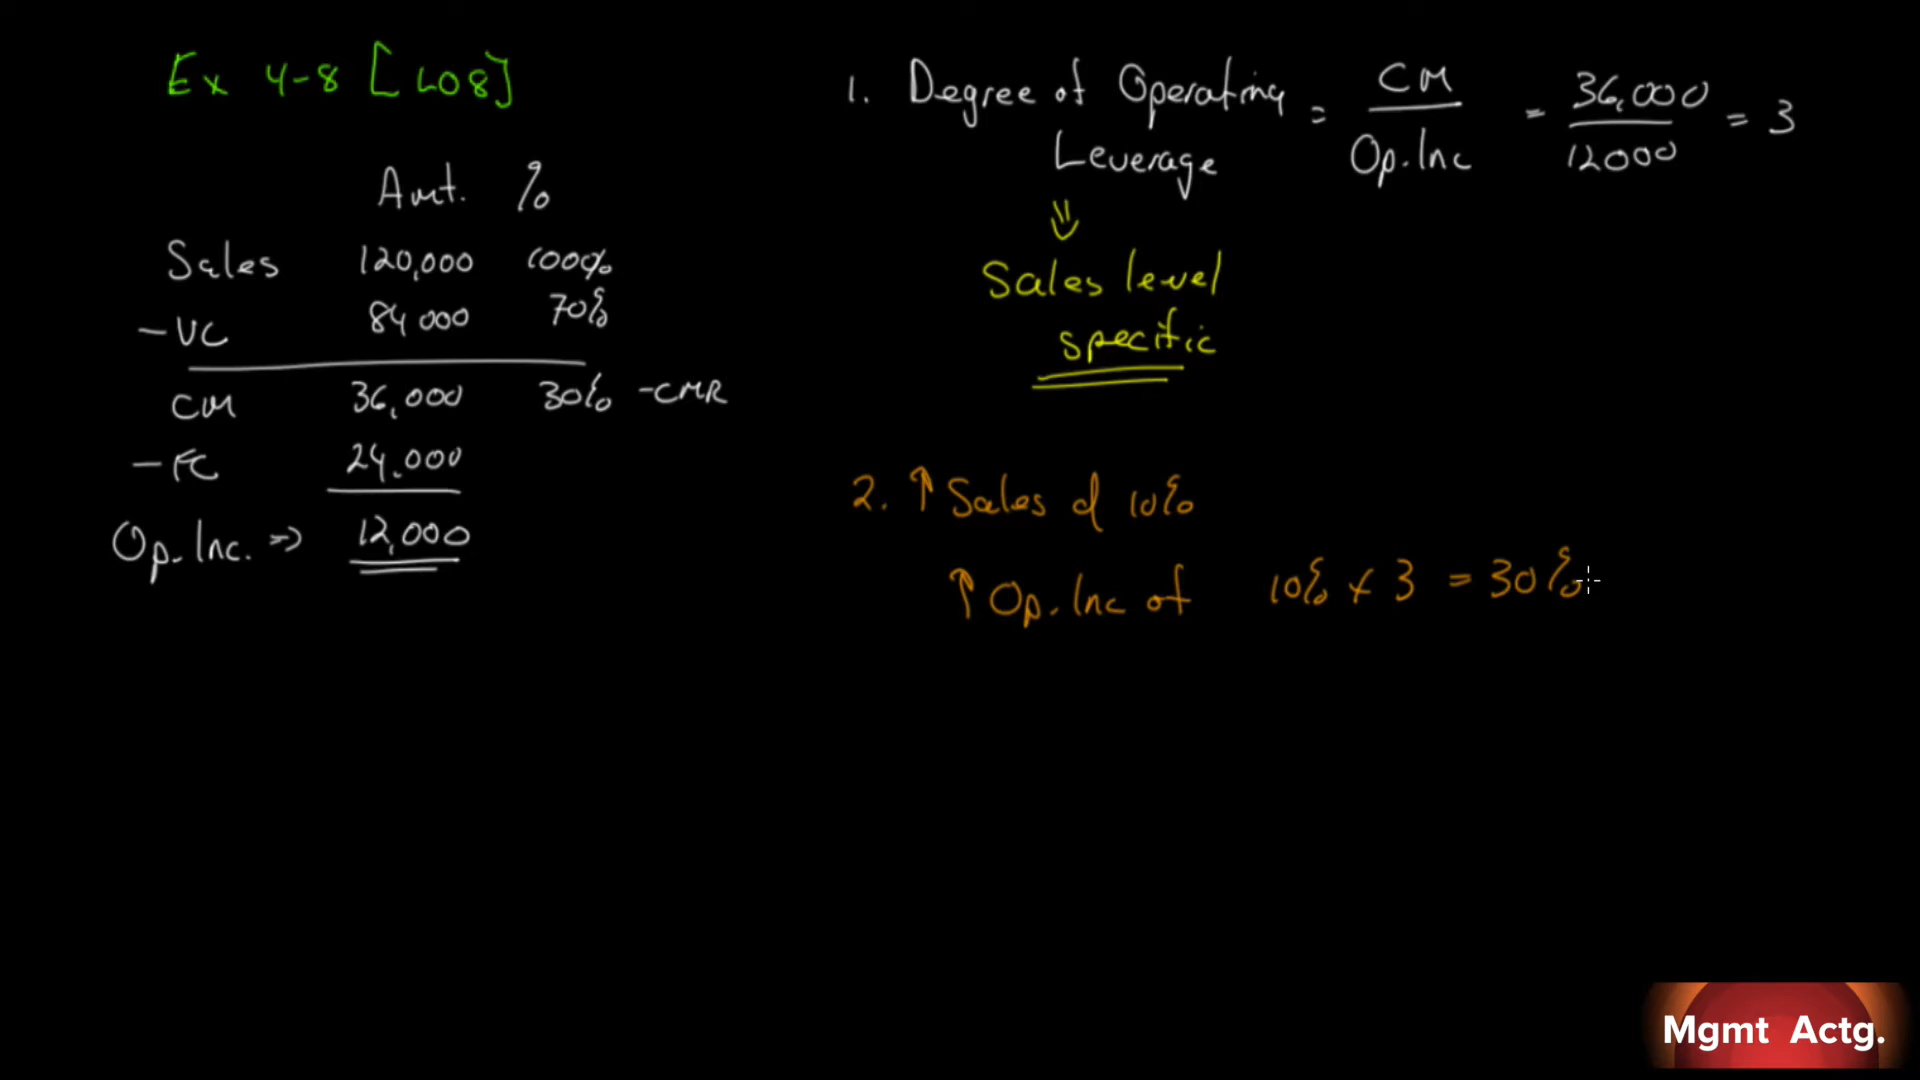 Ex 4-8 [LO8]
Amt. %
Sales 120,000 100%
- VC 84000 70%
CM 36,000 30% - CMR
- FC 24,000
Op. Inc. => 12,000
1. Degree of Operating Leverage = CM / Op. Inc = 36,000 / 12000 = 3
Sales level
specific
2. ↑ Sales of 10%
↑ Op. Inc of 10% x 3 = 30%
Mgmt Actg.